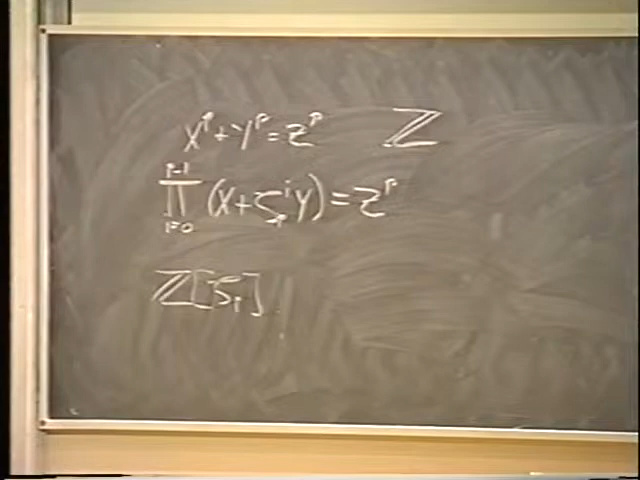 x^p + y^p = z^p ℤ
∏_{i=0}^{p-1} (x + ζ_p^i y) = z^p
ℤ[ζ_p]